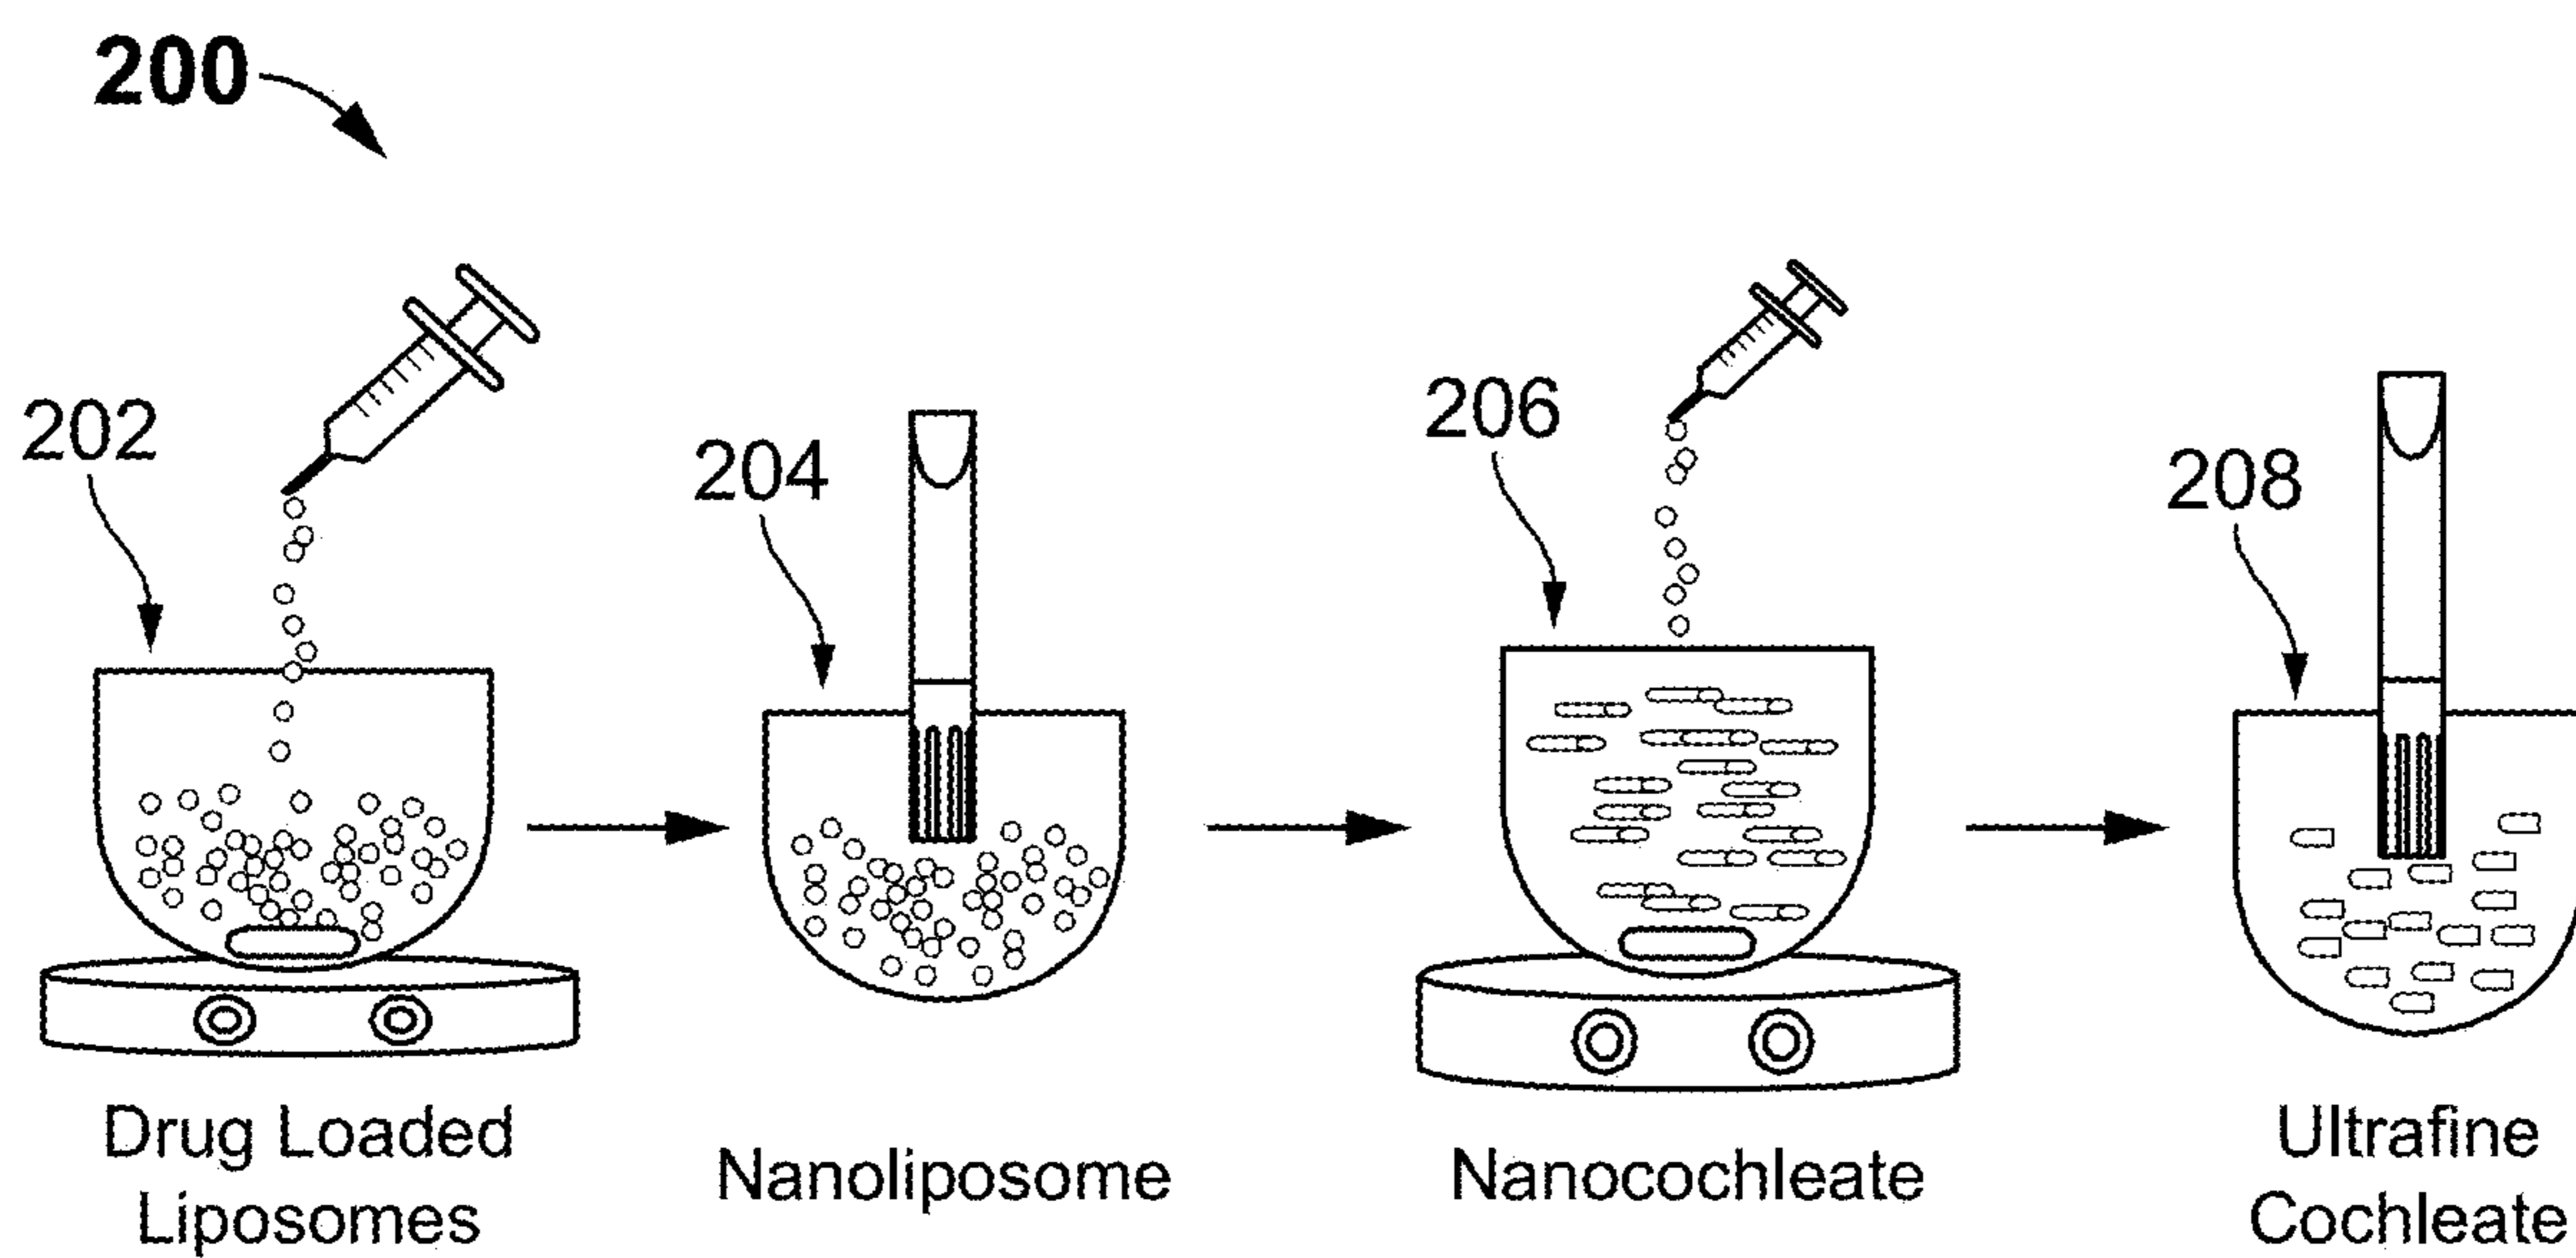 200
202
204
206
208
Drug Loaded
Liposomes
Nanoliposome
Nanocochleate
Ultrafine
Cochleate